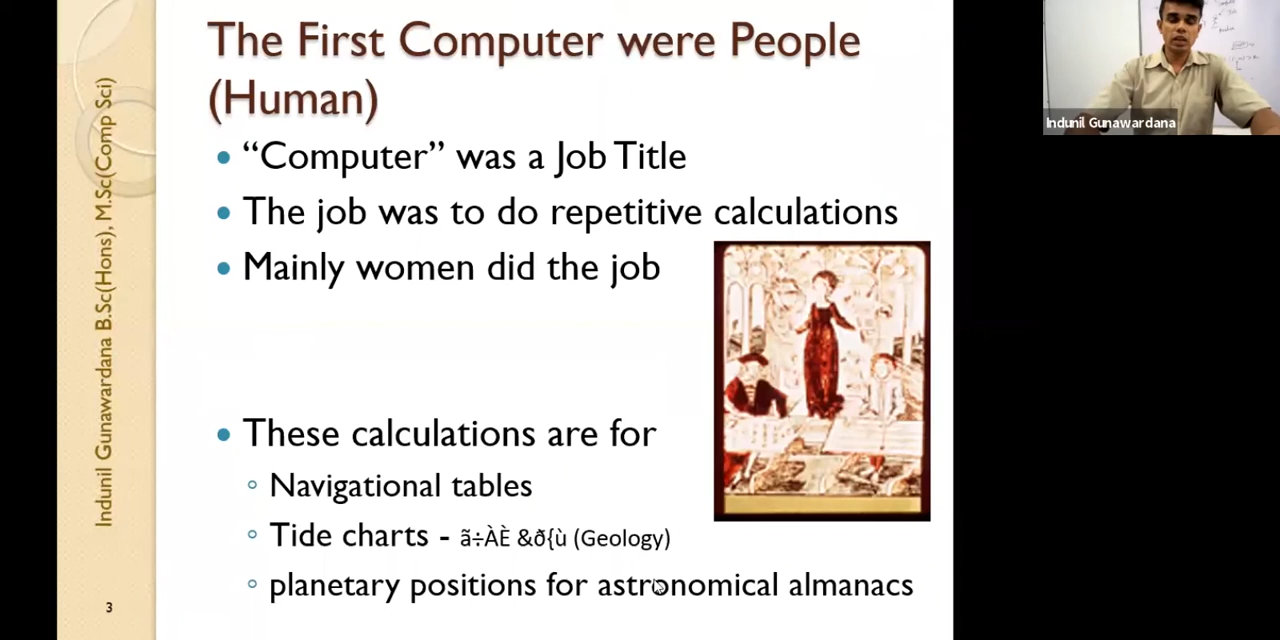 The First Computer were People
(Human)
“Computer” was a Job Title
The job was to do repetitive calculations
Mainly women did the job
These calculations are for
Navigational tables
Tide charts - ã÷ÀÈ &ð{ù (Geology)
planetary positions for astronomical almanacs
Indunil Gunawardana B.Sc(Hons), M.Sc(Comp Sci)
3
Indunil Gunawardana